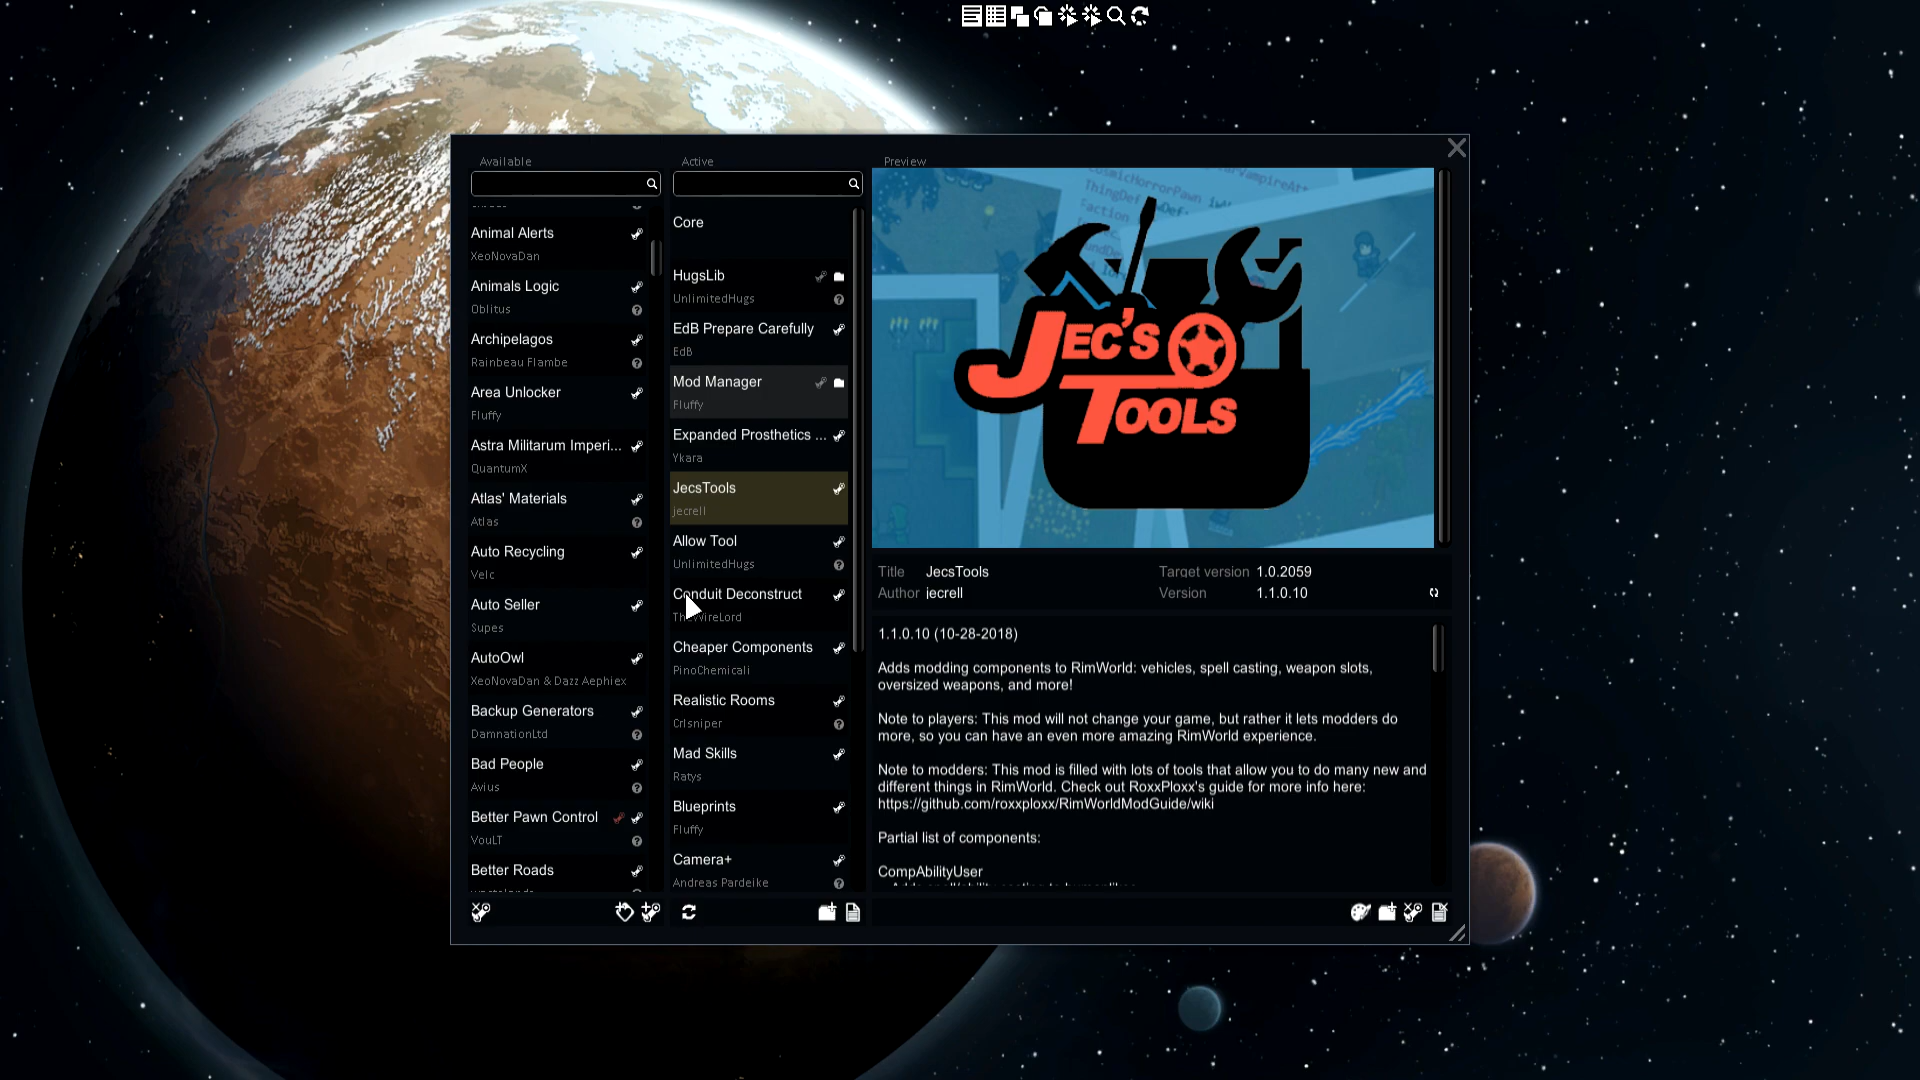 Available
Animal Alerts
XeoNovaDan
Animals Logic
Oblitus
Archipelagos
Rainbeau Flambe
Area Unlocker
Fluffy
Astra Militarum Imperi...
QuantumX
Atlas' Materials
Atlas
Auto Recycling
Velc
Auto Seller
Supes
AutoOwl
XeoNovaDan & Dazz Aephiex
Backup Generators
DamnationLtd
Bad People
Avius
Better Pawn Control
VouLT
Better Roads
Active
Core
HugsLib
UnlimitedHugs
EdB Prepare Carefully
EdB
Mod Manager
Fluffy
Expanded Prosthetics ...
Ykara
JecsTools
jecrell
Allow Tool
UnlimitedHugs
Conduit Deconstruct
TheWireLord
Cheaper Components
PinoChemicali
Realistic Rooms
Crlsniper
Mad Skills
Ratys
Blueprints
Fluffy
Camera+
Andreas Pardeike
Preview
JEC'S
TOOLS
Title JecsTools Target version 1.0.2059
Author jecrell Version 1.1.0.10
1.1.0.10 (10-28-2018)
Adds modding components to RimWorld: vehicles, spell casting, weapon slots,
oversized weapons, and more!
Note to players: This mod will not change your game, but rather it lets modders do
more, so you can have an even more amazing RimWorld experience.
Note to modders: This mod is filled with lots of tools that allow you to do many new and
different things in RimWorld. Check out RoxxPloxx's guide for more info here:
https://github.com/roxxploxx/RimWorldModGuide/wiki
Partial list of components:
CompAbilityUser